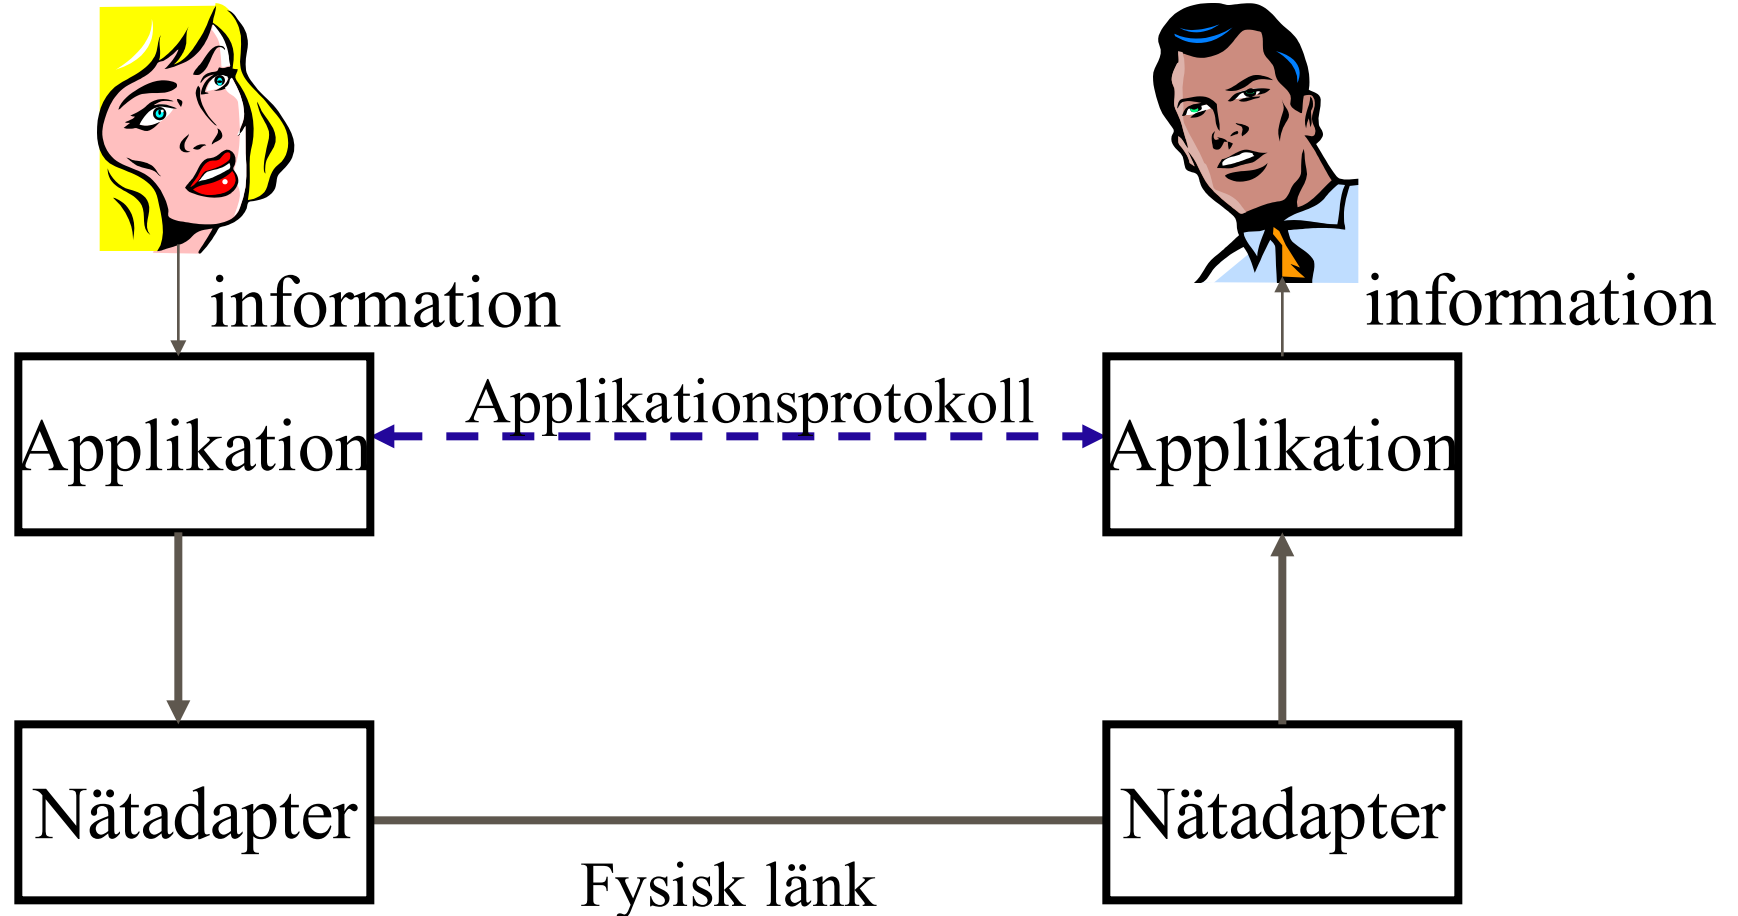 information
information
Applikationsprotokoll
Applikation
Applikation
Nätadapter
Nätadapter
Fysisk länk